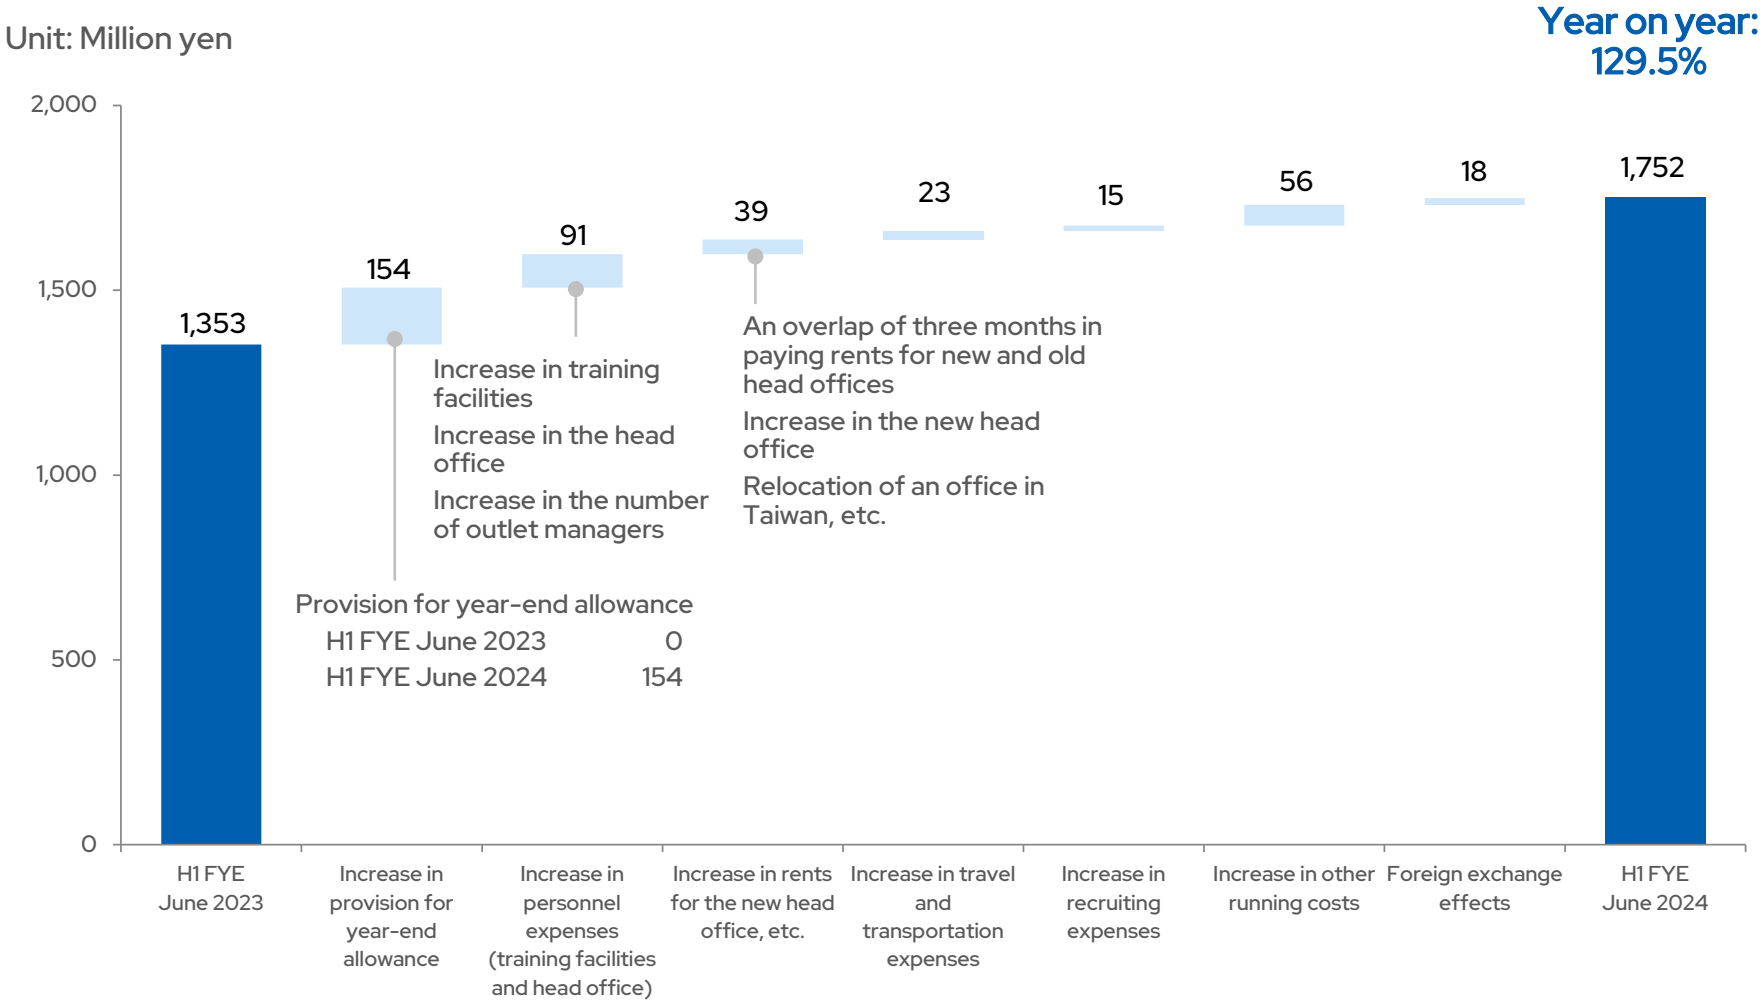 Unit: Million yen
Year on year:
129.5%
2,000
1,500
1,000
500
0
1,353
154
91
39
23
15
56
18
1,752
Increase in training
facilities
Increase in the head
office
Increase in the number
of outlet managers
An overlap of three months in
paying rents for new and old
head offices
Increase in the new head
office
Relocation of an office in
Taiwan, etc.
Provision for year-end allowance
H1 FYE June 2023 0
H1 FYE June 2024 154
H1 FYE
June 2023
Increase in
provision for
year-end
allowance
Increase in
personnel
expenses
(training facilities
and head office)
Increase in rents
for the new head
office, etc.
Increase in travel
and
transportation
expenses
Increase in
recruiting
expenses
Increase in other
running costs
Foreign exchange
effects
H1 FYE
June 2024